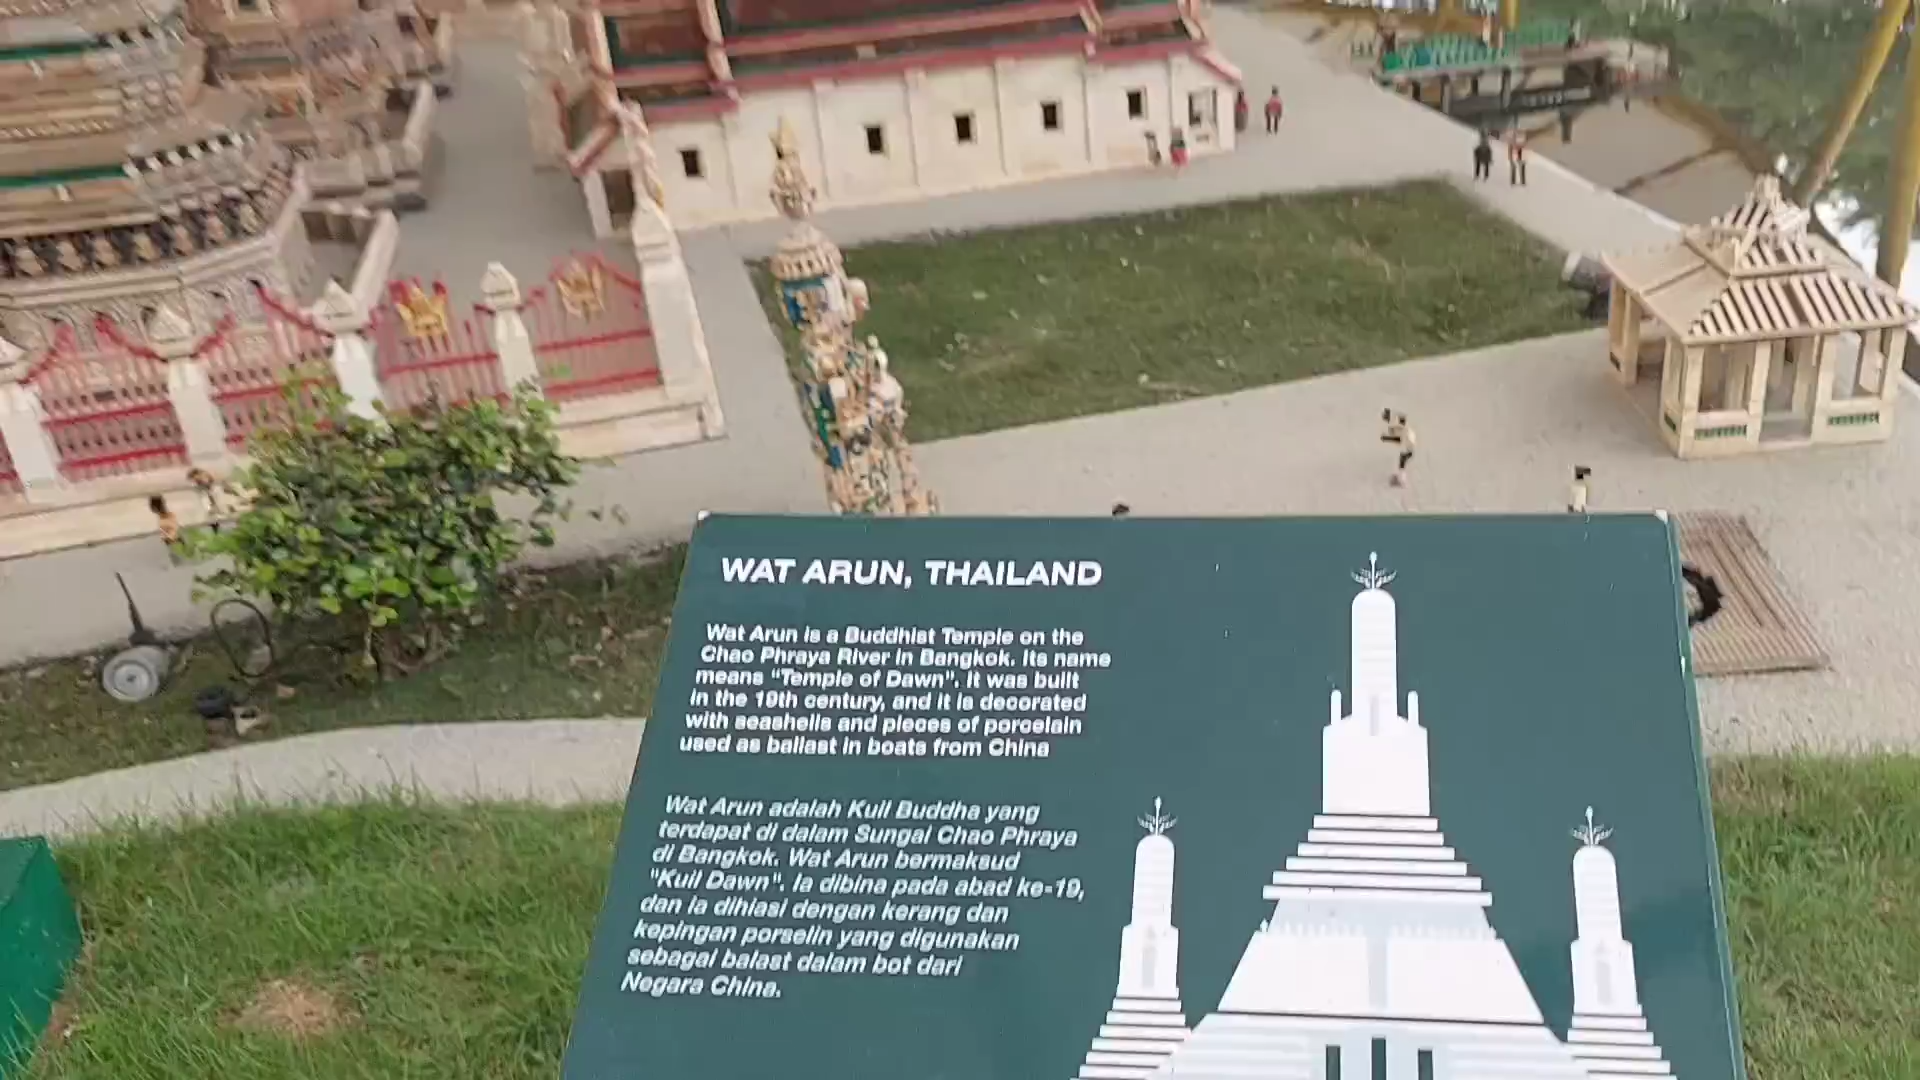 WAT ARUN, THAILAND
Wat Arun is a Buddhist Temple on the
Chao Phraya River in Bangkok. Its name
means "Temple of Dawn". It was built
in the 19th century, and it is decorated
with seashells and pieces of porcelain
used as ballast in boats from China
Wat Arun adalah Kuil Buddha yang
terdapat di dalam Sungai Chao Phraya
di Bangkok. Wat Arun bermaksud
"Kuil Dawn". Ia dibina pada abad ke-19,
dan ia dihiasi dengan kerang dan
kepingan porselin yang digunakan
sebagai balast dalam bot dari
Negara China.